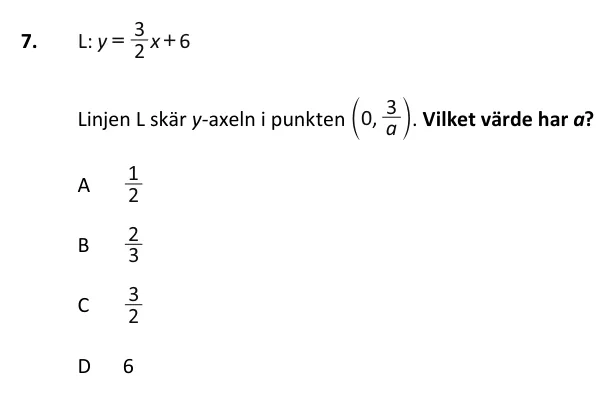 7. L: y = 3/2 x + 6
Linjen L skär y-axeln i punkten (0, 3/a). Vilket värde har a?
A 1/2
B 2/3
C 3/2
D 6